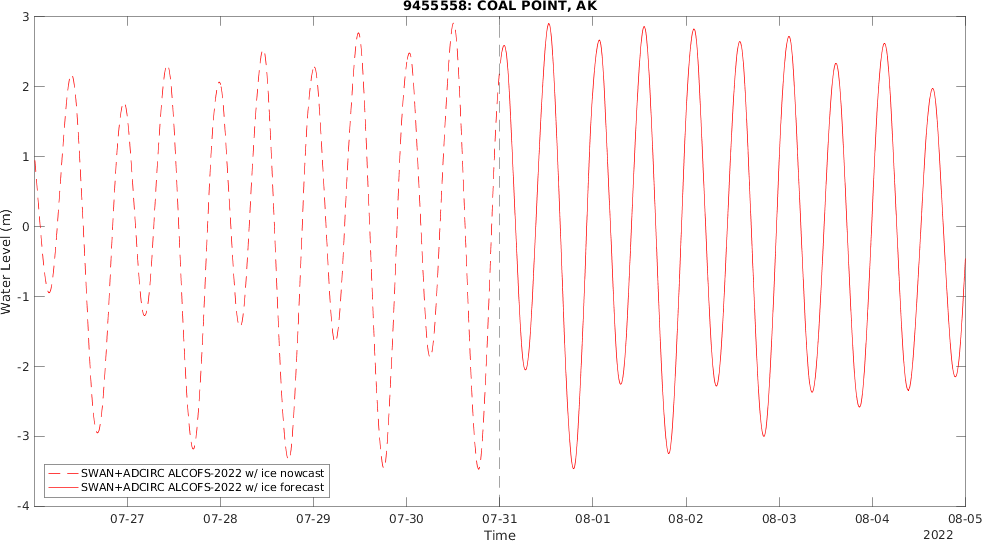 9455558: COAL POINT, AK
3
2
1
0
-1
-2
-3
-4
Water Level (m)
SWAN+ADCIRC ALCOFS-2022 w/ ice nowcast
SWAN+ADCIRC ALCOFS-2022 w/ ice forecast
07-27 07-28 07-29 07-30 07-31 08-01 08-02 08-03 08-04 08-05
Time
2022